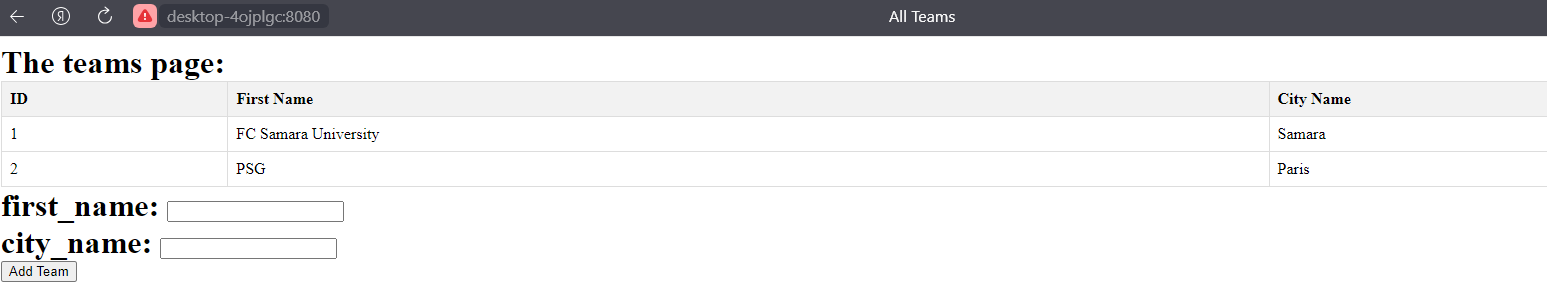 Я desktop-4ojplgc:8080 All Teams
The teams page:
ID First Name City Name
1 FC Samara University Samara
2 PSG Paris
first_name:
city_name:
Add Team